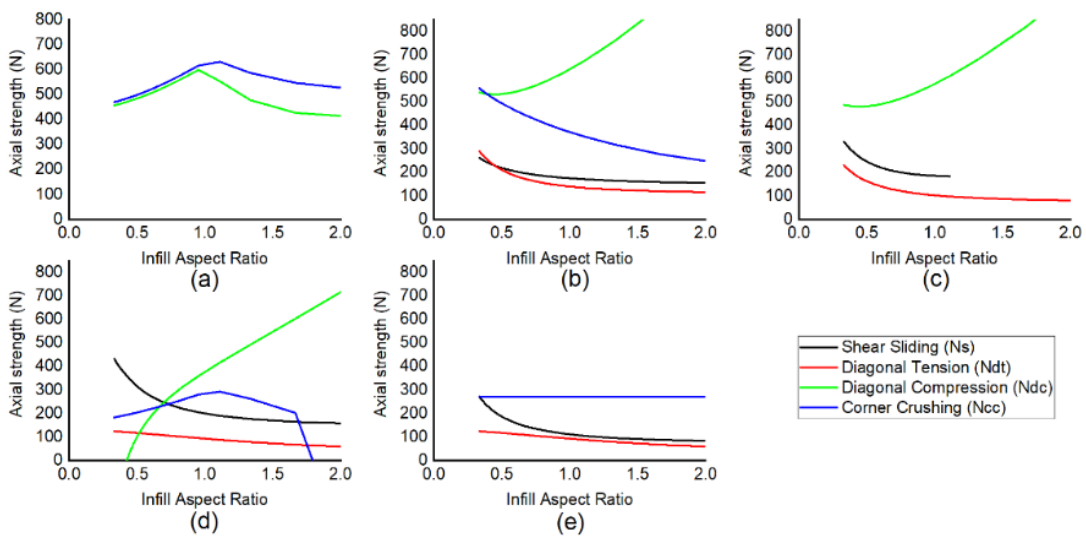 800
700
600
500
400
300
200
100
0
Axial strength (N)
0.0 0.5 1.0 1.5 2.0
Infill Aspect Ratio
(a)
800
700
600
500
400
300
200
100
0
Axial strength (N)
0.0 0.5 1.0 1.5 2.0
Infill Aspect Ratio
(b)
800
700
600
500
400
300
200
100
0
Axial strength (N)
0.0 0.5 1.0 1.5 2.0
Infill Aspect Ratio
(c)
800
700
600
500
400
300
200
100
0
Axial strength (N)
0.0 0.5 1.0 1.5 2.0
Infill Aspect Ratio
(d)
800
700
600
500
400
300
200
100
0
Axial strength (N)
0.0 0.5 1.0 1.5 2.0
Infill Aspect Ratio
(e)
Shear Sliding (Ns)
Diagonal Tension (Ndt)
Diagonal Compression (Ndc)
Corner Crushing (Ncc)